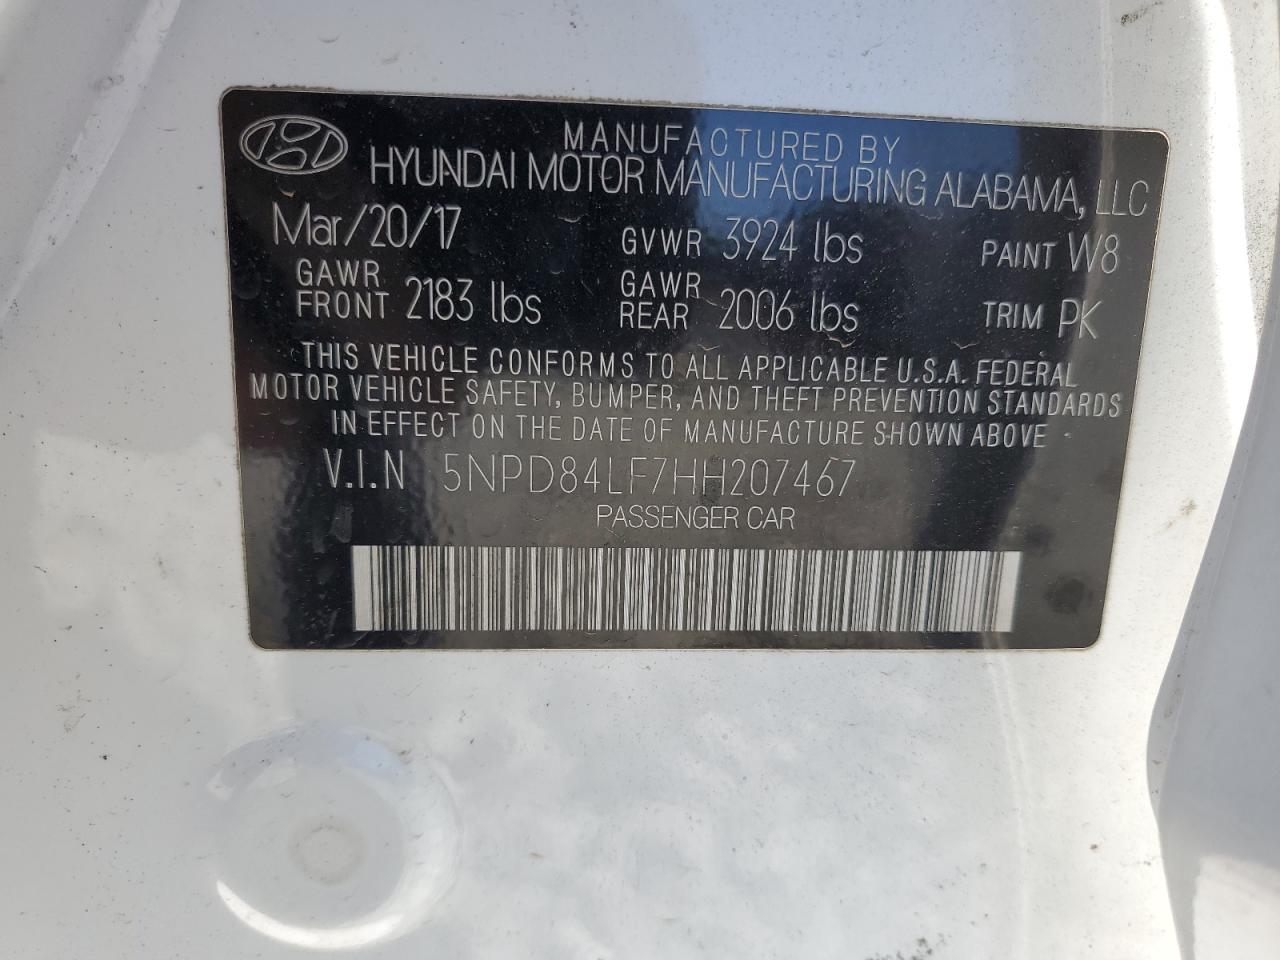 MANUFACTURED BY
HYUNDAI MOTOR MANUFACTURING ALABAMA, LLC
Mar/20/17 GVWR 3924 lbs PAINT W8
GAWR FRONT 2183 lbs GAWR REAR 2006 lbs TRIM PK
THIS VEHICLE CONFORMS TO ALL APPLICABLE U.S.A. FEDERAL
MOTOR VEHICLE SAFETY, BUMPER, AND THEFT PREVENTION STANDARDS
IN EFFECT ON THE DATE OF MANUFACTURE SHOWN ABOVE
V.I.N 5NPD84LF7HH207467
PASSENGER CAR